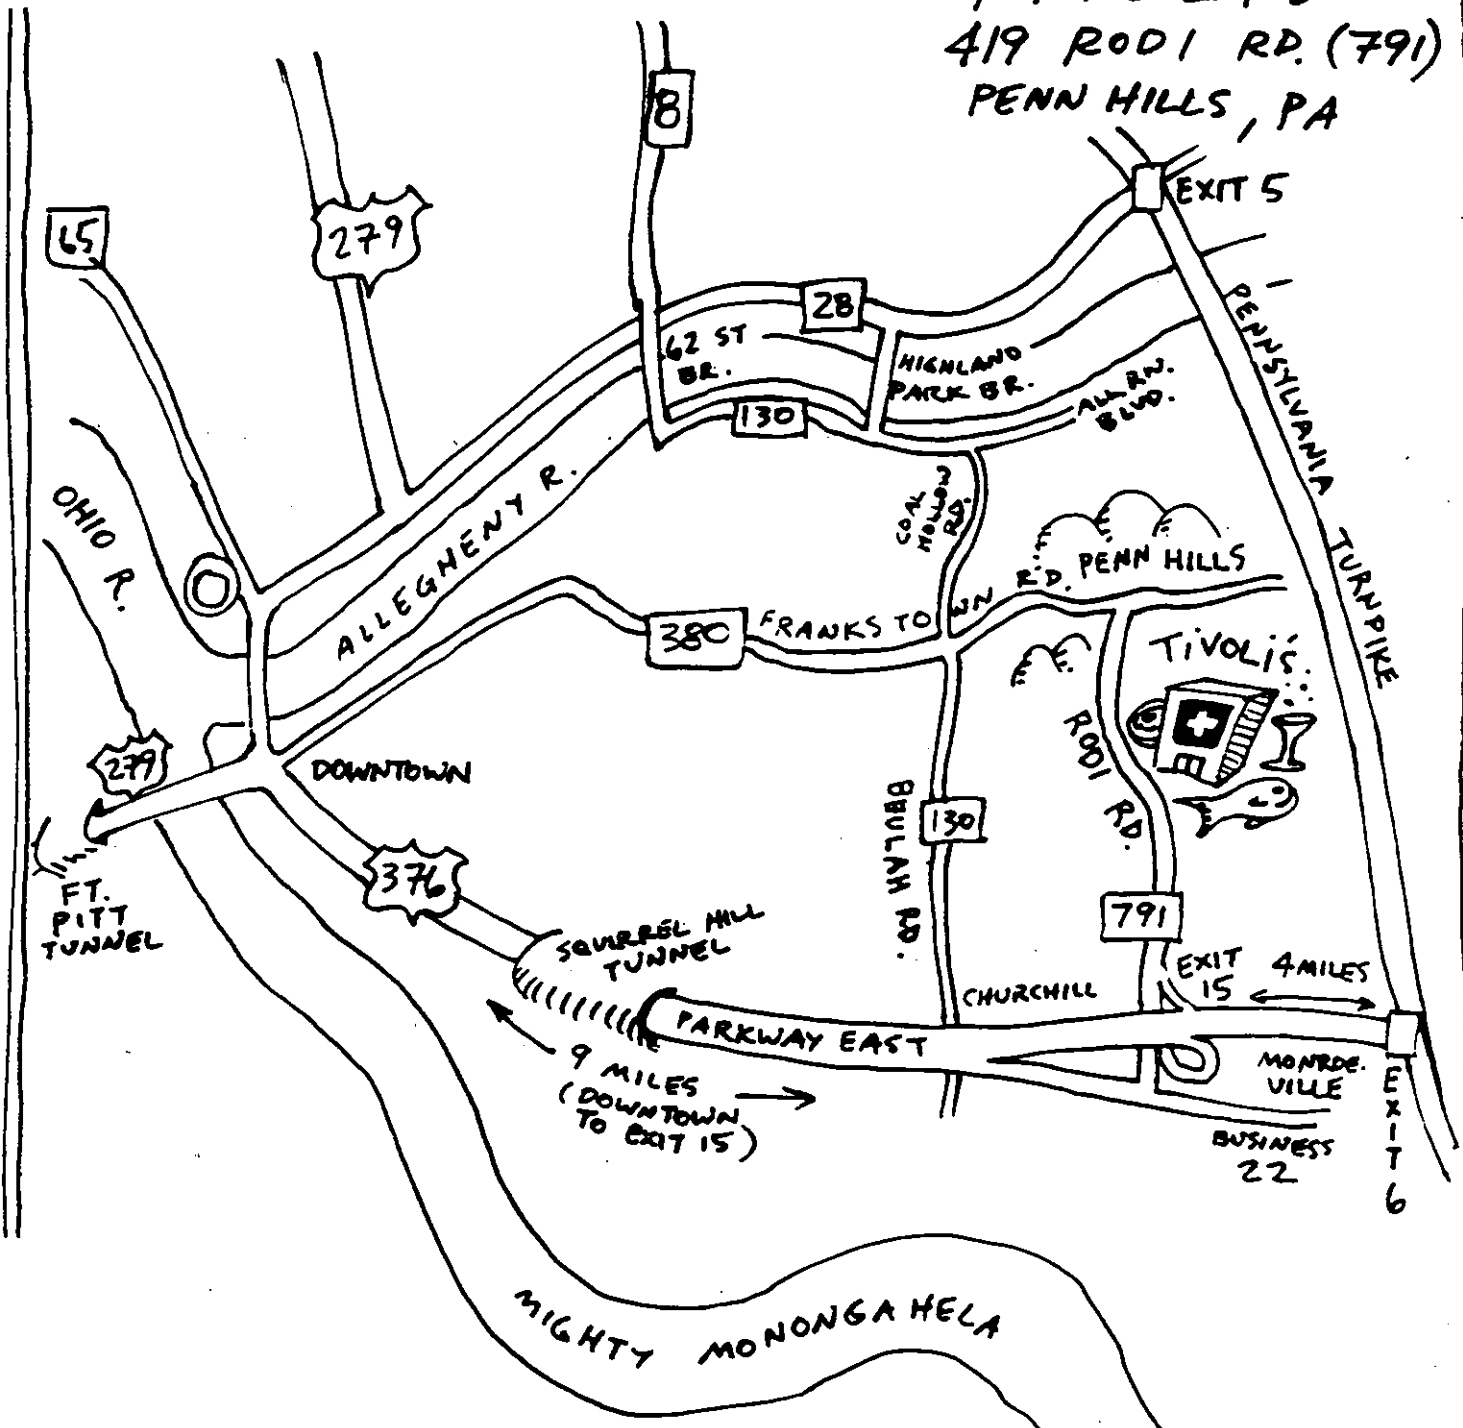 419 RODI RD. (791)
PENN HILLS, PA
8
EXIT 5
65
279
28
62 ST
BR.
HIGHLAND
PARK BR.
PENNSYLVANIA TURNPIKE
130
ALL. RN.
BLVD.
OHIO R.
ALLEGHENY R.
COAL
HOLLOW
RD.
PENN HILLS
380
FRANKSTOWN RD.
TiVOLi'S
RODI RD.
279
DOWNTOWN
BEULAH RD.
130
376
FT.
PITT
TUNNEL
791
SQUIRREL HILL
TUNNEL
EXIT
15
4 MILES
CHURCHILL
PARKWAY EAST
9 MILES
(DOWNTOWN
TO EXIT 15)
MONROE-
VILLE
EXIT 6
BUSINESS
22
MIGHTY MONONGAHELA